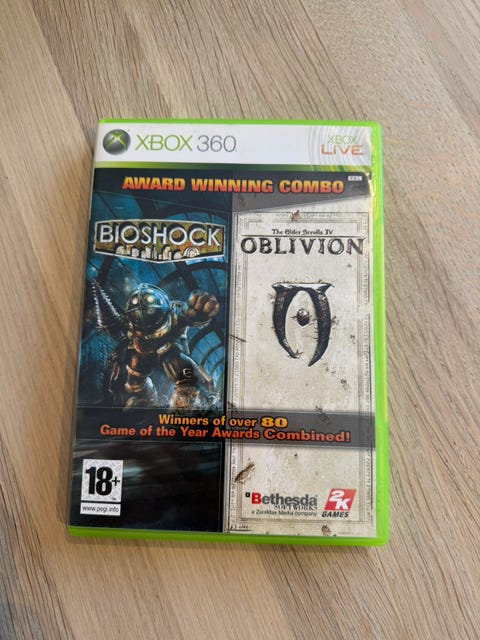 XBOX 360
XBOX
LIVE
PAL
AWARD WINNING COMBO
BIOSHOCK
The Elder Scrolls IV
OBLIVION
Winners of over 80
Game of the Year Awards Combined!
18+
www.pegi.info
Bethesda
SOFTWORKS
a ZeniMax Media company
2K
GAMES